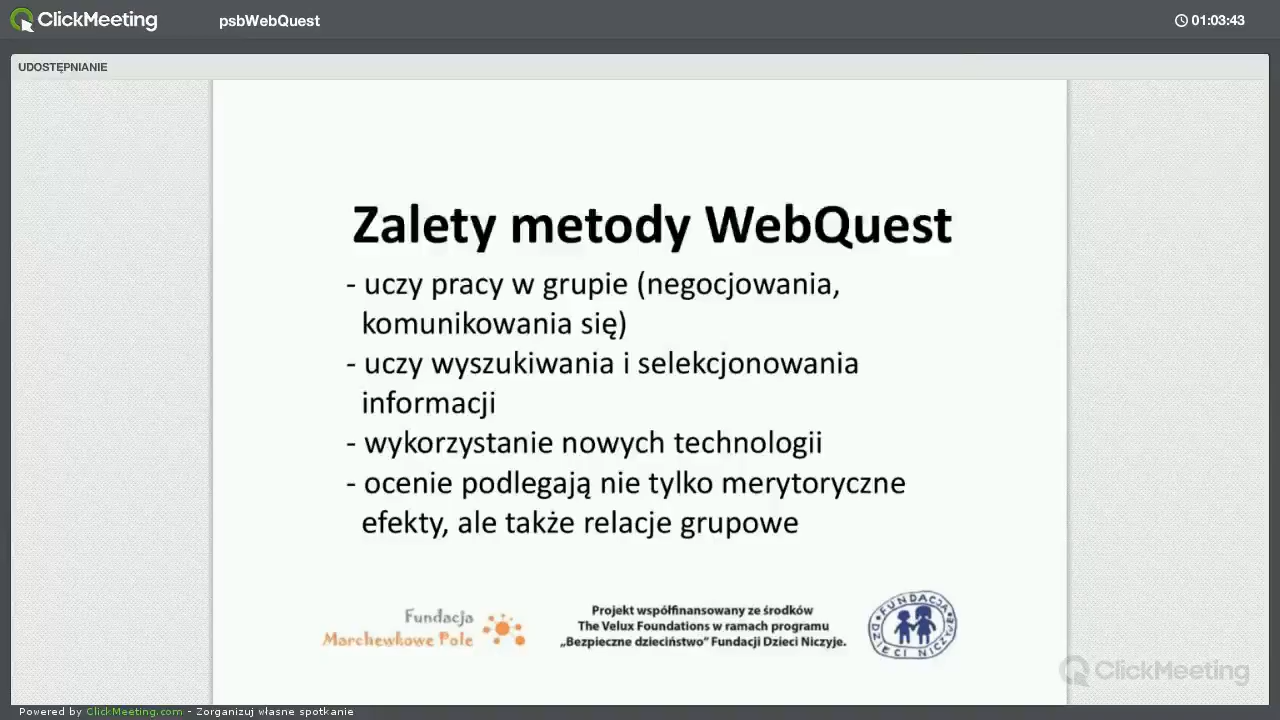 ClickMeeting
psbWebQuest
01:03:43
UDOSTĘPNIANIE
Zalety metody WebQuest
- uczy pracy w grupie (negocjowania,
komunikowania się)
- uczy wyszukiwania i selekcjonowania
informacji
- wykorzystanie nowych technologii
- ocenie podlegają nie tylko merytoryczne
efekty, ale także relacje grupowe
Fundacja
Marchewkowe Pole
Projekt współfinansowany ze środków
The Velux Foundations w ramach programu
„Bezpieczne dzieciństwo” Fundacji Dzieci Niczyje.
FUNDACJA
DZIECI NICZYJE
ClickMeeting
Powered by ClickMeeting.com - Zorganizuj własne spotkanie